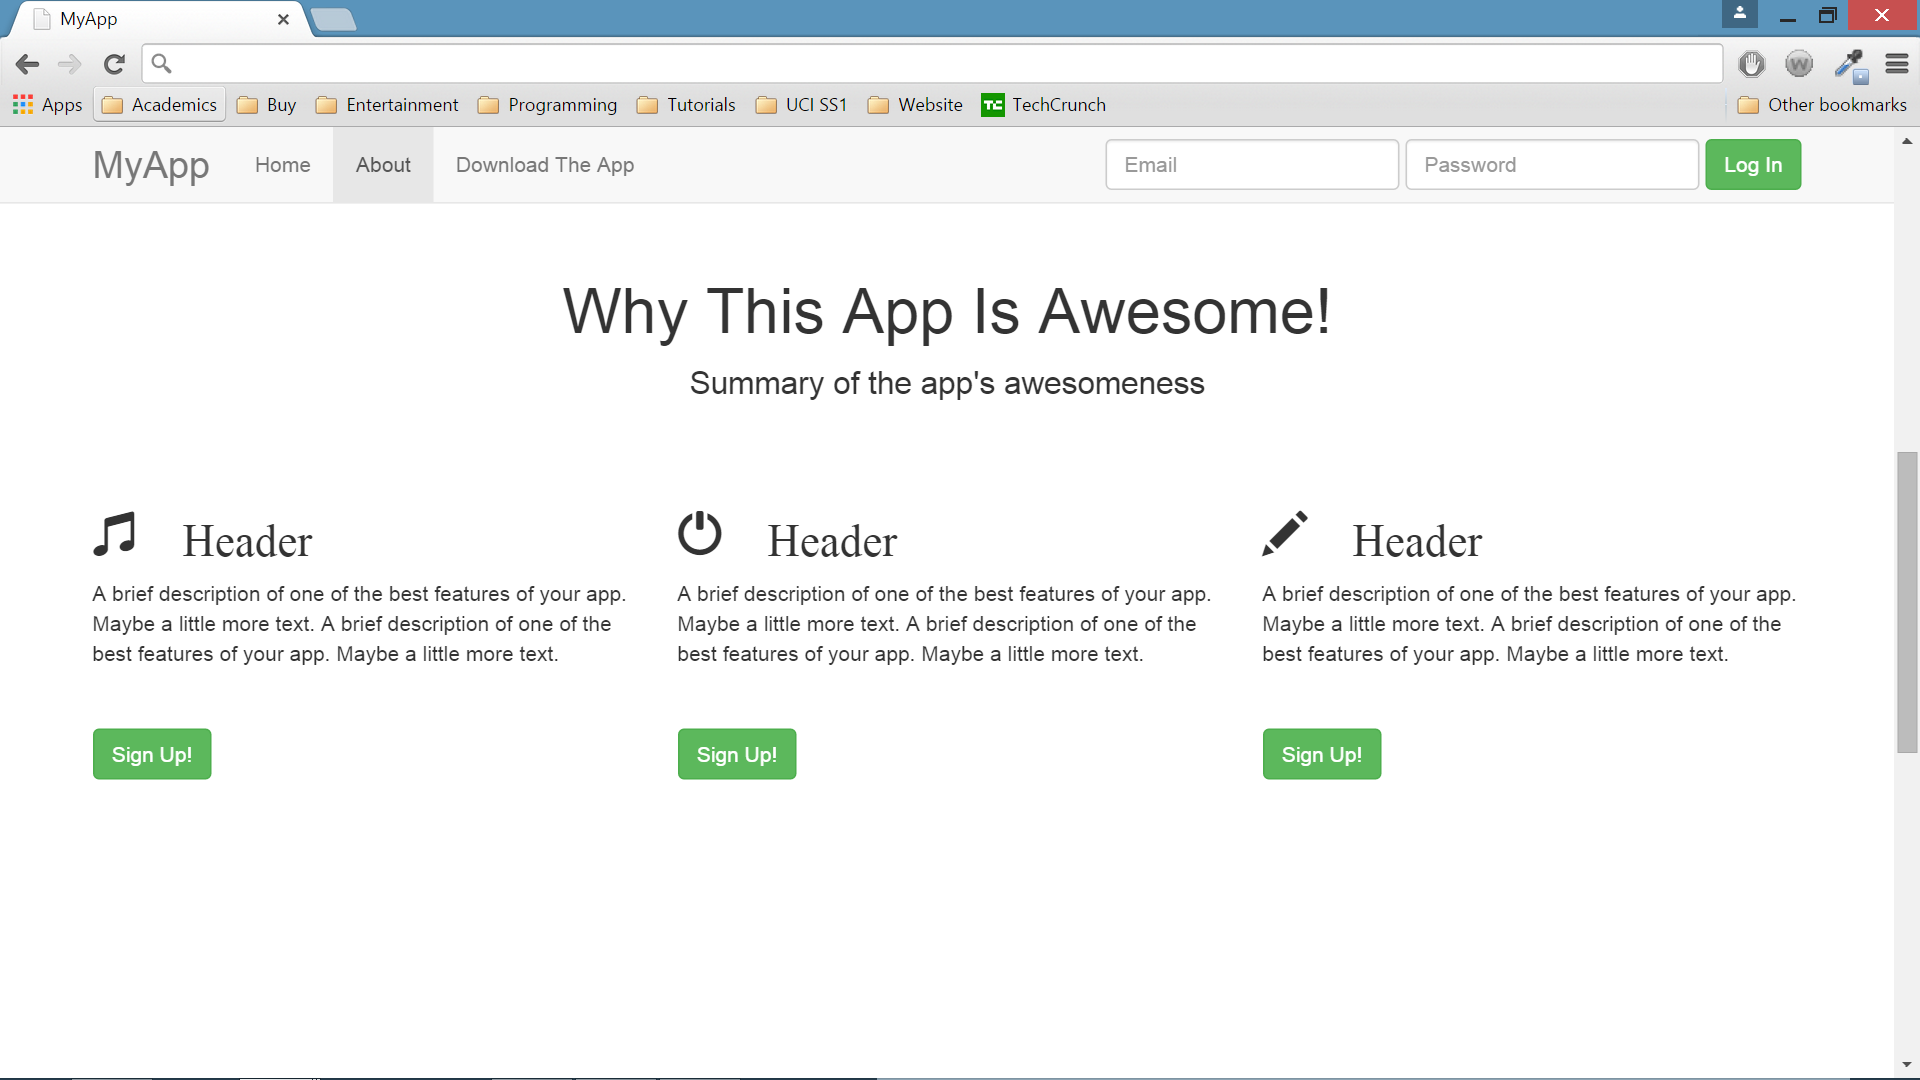 MyApp
Apps Academics Buy Entertainment Programming Tutorials UCI SS1 Website TC TechCrunch Other bookmarks
MyApp Home About Download The App Email Password Log In
Why This App Is Awesome!
Summary of the app's awesomeness
Header
A brief description of one of the best features of your app.
Maybe a little more text. A brief description of one of the
best features of your app. Maybe a little more text.
Sign Up!
Header
A brief description of one of the best features of your app.
Maybe a little more text. A brief description of one of the
best features of your app. Maybe a little more text.
Sign Up!
Header
A brief description of one of the best features of your app.
Maybe a little more text. A brief description of one of the
best features of your app. Maybe a little more text.
Sign Up!